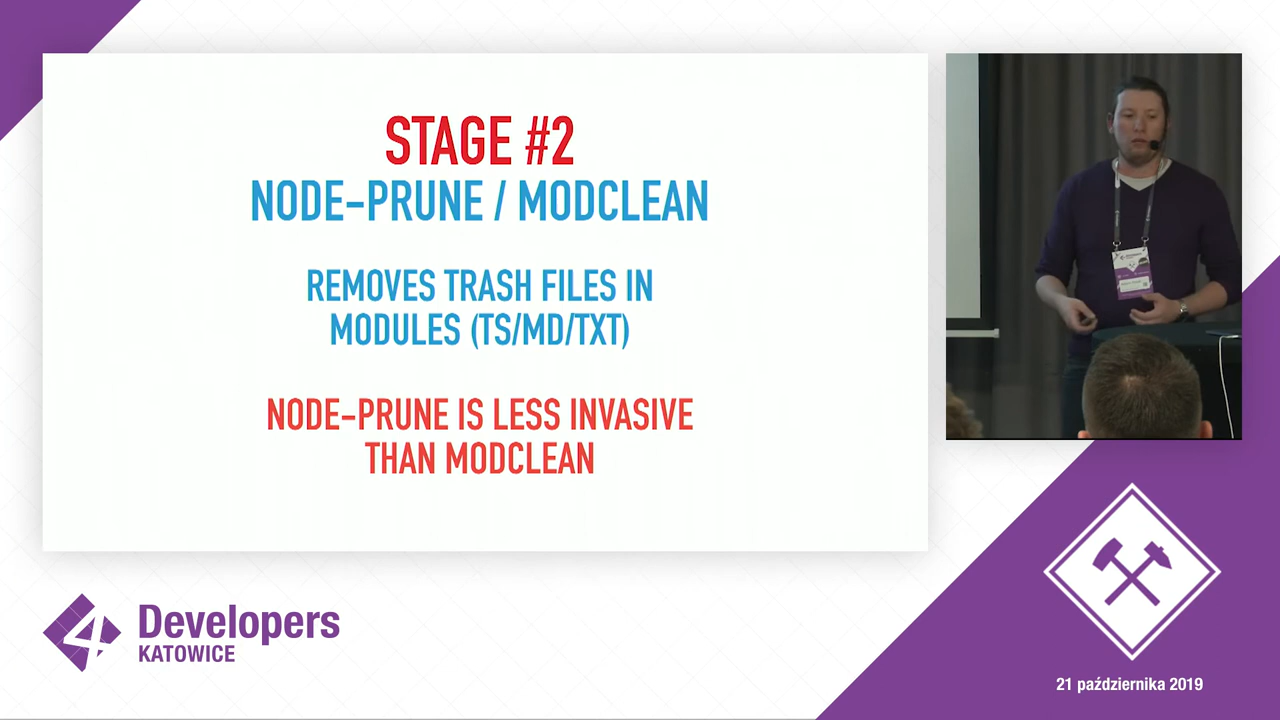 STAGE #2
NODE-PRUNE / MODCLEAN
REMOVES TRASH FILES IN
MODULES (TS/MD/TXT)
NODE-PRUNE IS LESS INVASIVE
THAN MODCLEAN
4
Developers
KATOWICE
21 października 2019